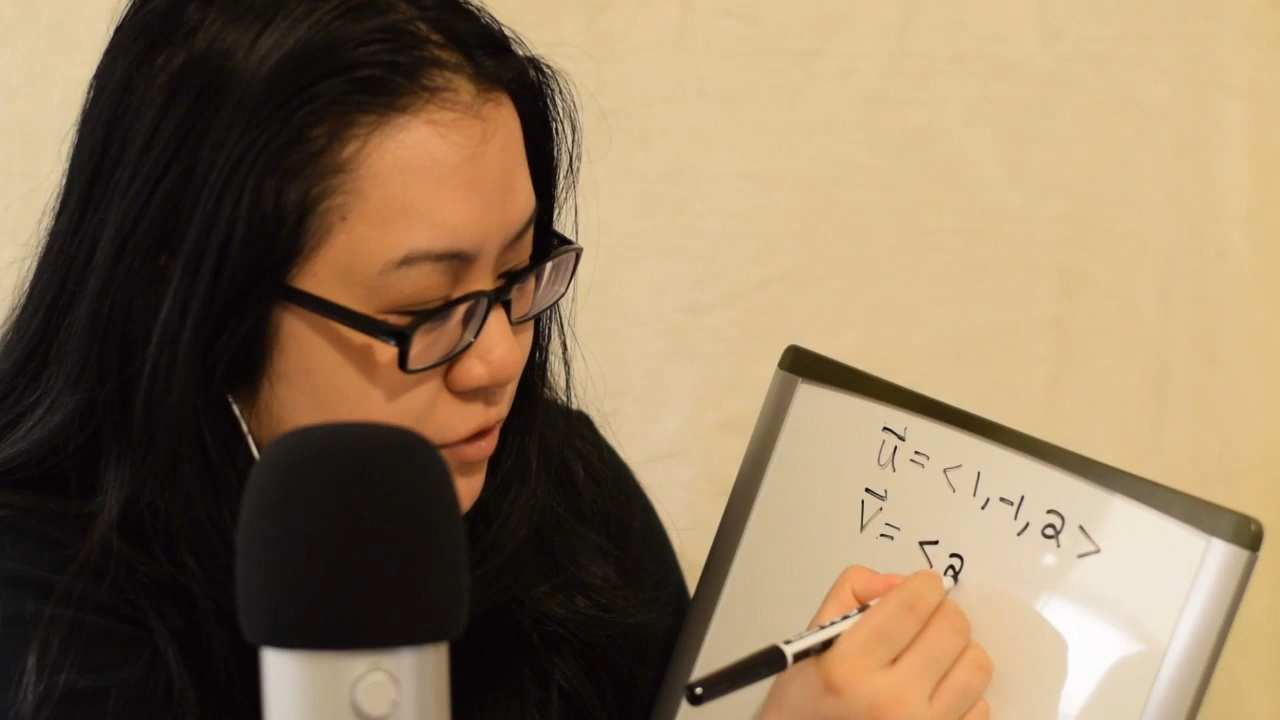 u⃗ = <1, -1, 2>
v⃗ = <2